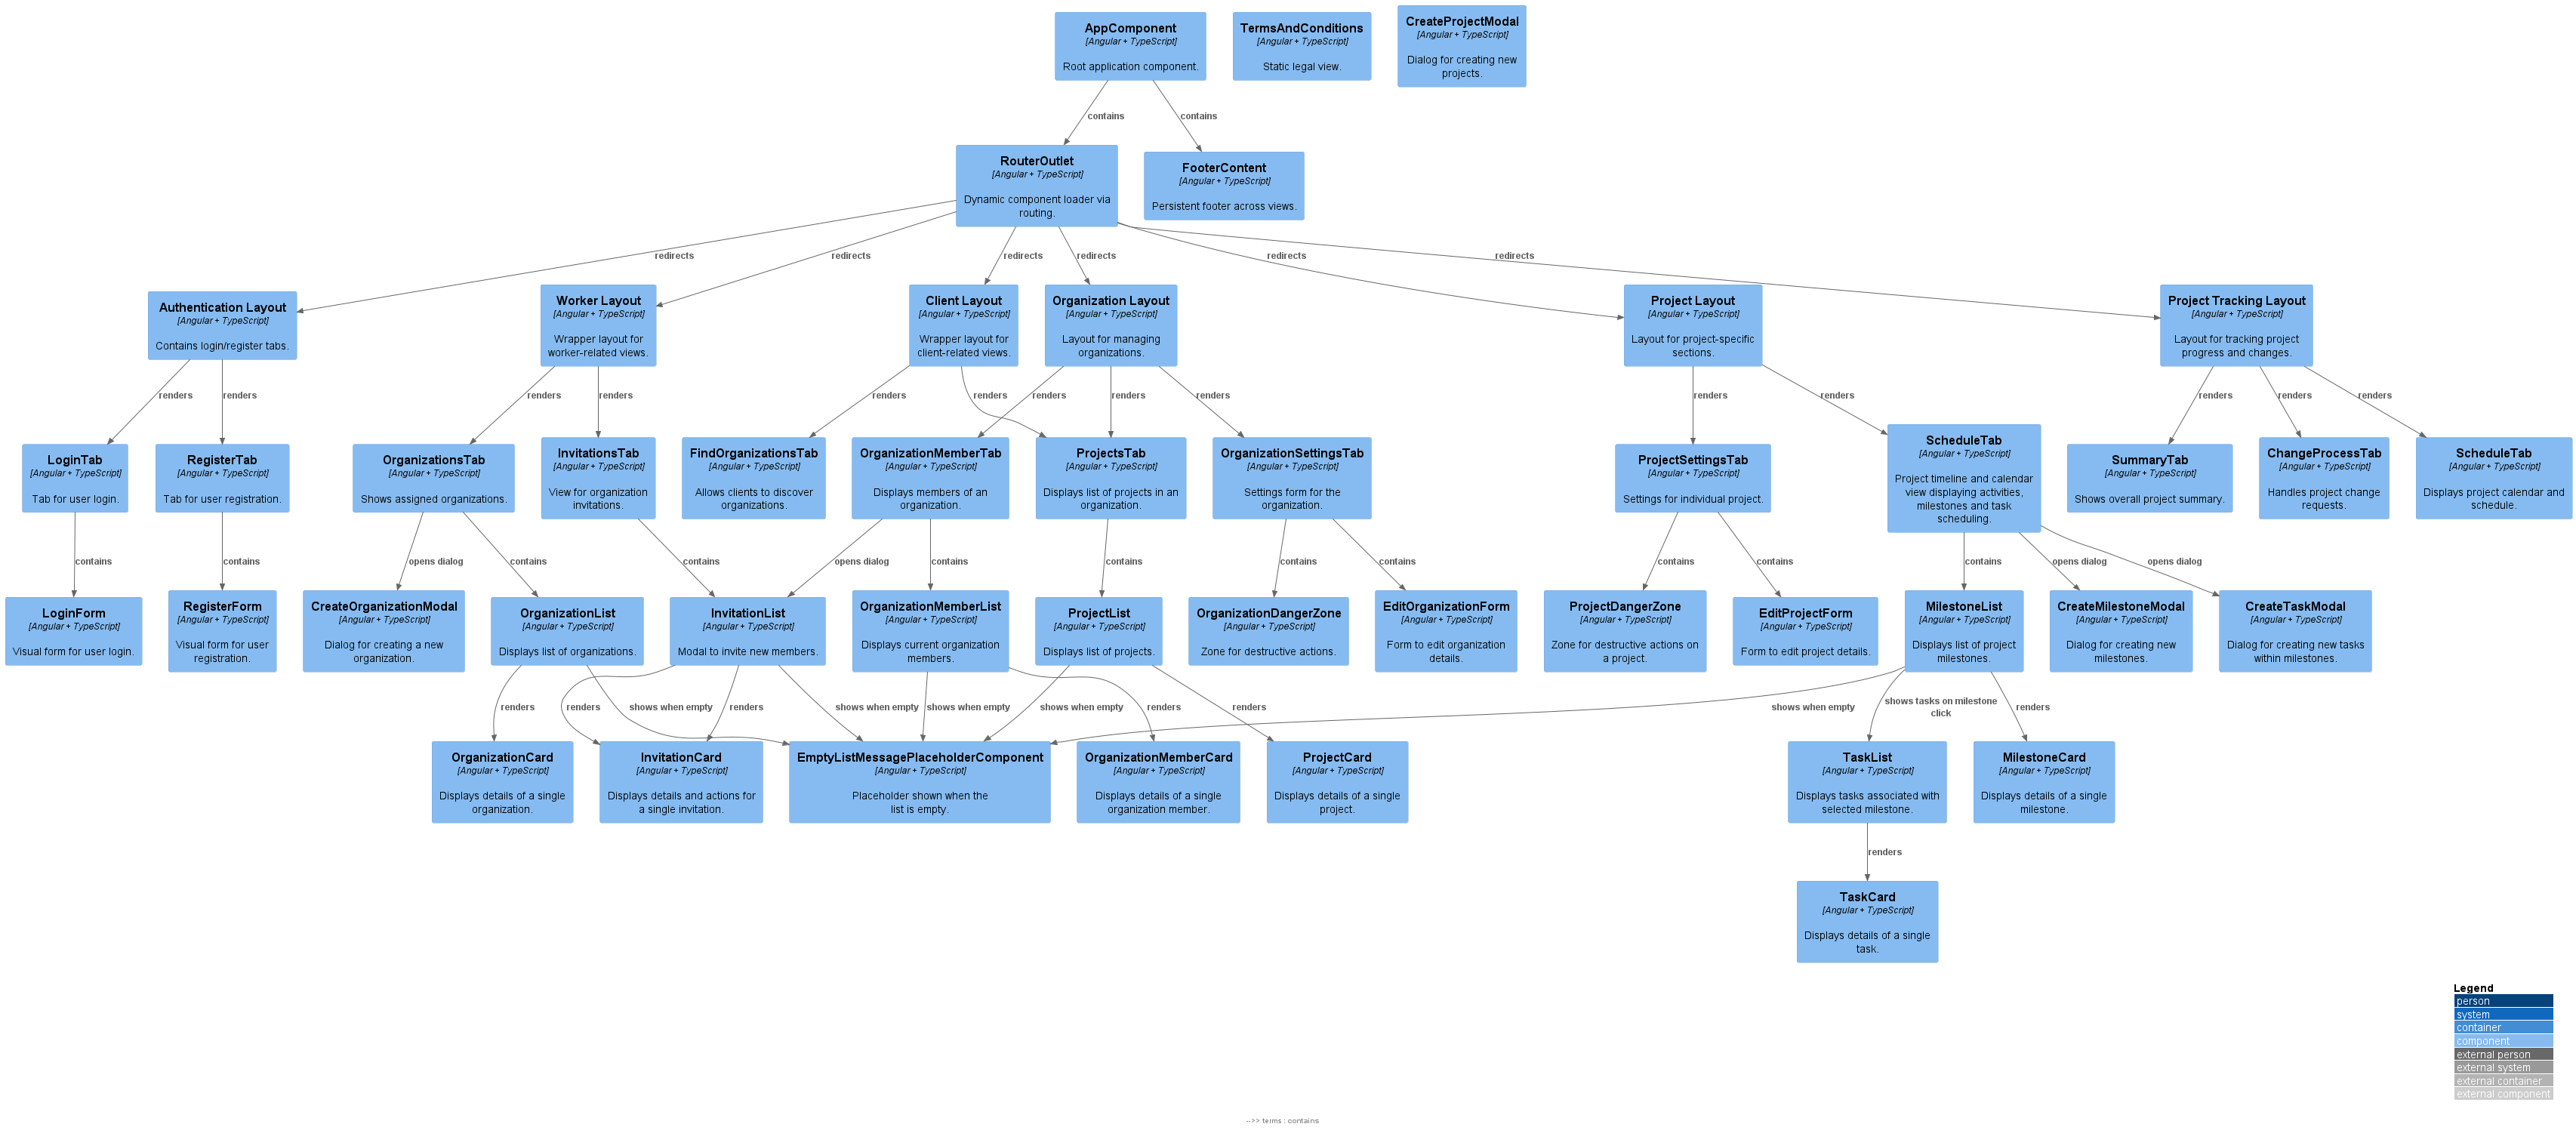 AppComponent
[Angular + TypeScript]
Root application component.
TermsAndConditions
[Angular + TypeScript]
Static legal view.
CreateProjectModal
[Angular + TypeScript]
Dialog for creating new
projects.
contains
contains
RouterOutlet
[Angular + TypeScript]
Dynamic component loader via
routing.
FooterContent
[Angular + TypeScript]
Persistent footer across views.
redirects
redirects
redirects
redirects
redirects
redirects
Authentication Layout
[Angular + TypeScript]
Contains login/register tabs.
Worker Layout
[Angular + TypeScript]
Wrapper layout for
worker-related views.
Client Layout
[Angular + TypeScript]
Wrapper layout for
client-related views.
Organization Layout
[Angular + TypeScript]
Layout for managing
organizations.
Project Layout
[Angular + TypeScript]
Layout for project-specific
sections.
Project Tracking Layout
[Angular + TypeScript]
Layout for tracking project
progress and changes.
renders
renders
renders
renders
renders
renders
renders
renders
renders
renders
renders
renders
renders
renders
LoginTab
[Angular + TypeScript]
Tab for user login.
RegisterTab
[Angular + TypeScript]
Tab for user registration.
OrganizationsTab
[Angular + TypeScript]
Shows assigned organizations.
InvitationsTab
[Angular + TypeScript]
View for organization
invitations.
FindOrganizationsTab
[Angular + TypeScript]
Allows clients to discover
organizations.
OrganizationMemberTab
[Angular + TypeScript]
Displays members of an
organization.
ProjectsTab
[Angular + TypeScript]
Displays list of projects in an
organization.
OrganizationSettingsTab
[Angular + TypeScript]
Settings form for the
organization.
ProjectSettingsTab
[Angular + TypeScript]
Settings for individual project.
ScheduleTab
[Angular + TypeScript]
Project timeline and calendar
view displaying activities,
milestones and task
scheduling.
SummaryTab
[Angular + TypeScript]
Shows overall project summary.
ChangeProcessTab
[Angular + TypeScript]
Handles project change
requests.
ScheduleTab
[Angular + TypeScript]
Displays project calendar and
schedule.
contains
contains
opens dialog
contains
contains
opens dialog
contains
contains
contains
contains
contains
contains
contains
opens dialog
opens dialog
LoginForm
[Angular + TypeScript]
Visual form for user login.
RegisterForm
[Angular + TypeScript]
Visual form for user
registration.
CreateOrganizationModal
[Angular + TypeScript]
Dialog for creating a new
organization.
OrganizationList
[Angular + TypeScript]
Displays list of organizations.
InvitationList
[Angular + TypeScript]
Modal to invite new members.
OrganizationMemberList
[Angular + TypeScript]
Displays current organization
members.
ProjectList
[Angular + TypeScript]
Displays list of projects.
OrganizationDangerZone
[Angular + TypeScript]
Zone for destructive actions.
EditOrganizationForm
[Angular + TypeScript]
Form to edit organization
details.
ProjectDangerZone
[Angular + TypeScript]
Zone for destructive actions on
a project.
EditProjectForm
[Angular + TypeScript]
Form to edit project details.
MilestoneList
[Angular + TypeScript]
Displays list of project
milestones.
CreateMilestoneModal
[Angular + TypeScript]
Dialog for creating new
milestones.
CreateTaskModal
[Angular + TypeScript]
Dialog for creating new tasks
within milestones.
renders
shows when empty
renders
renders
shows when empty
shows when empty
shows when empty
renders
renders
shows when empty
shows tasks on milestone
click
renders
OrganizationCard
[Angular + TypeScript]
Displays details of a single
organization.
InvitationCard
[Angular + TypeScript]
Displays details and actions for
a single invitation.
EmptyListMessagePlaceholderComponent
[Angular + TypeScript]
Placeholder shown when the
list is empty.
OrganizationMemberCard
[Angular + TypeScript]
Displays details of a single
organization member.
ProjectCard
[Angular + TypeScript]
Displays details of a single
project.
TaskList
[Angular + TypeScript]
Displays tasks associated with
selected milestone.
MilestoneCard
[Angular + TypeScript]
Displays details of a single
milestone.
renders
TaskCard
[Angular + TypeScript]
Displays details of a single
task.
Legend
person
system
container
component
external person
external system
external container
external component
-->> terms : contains